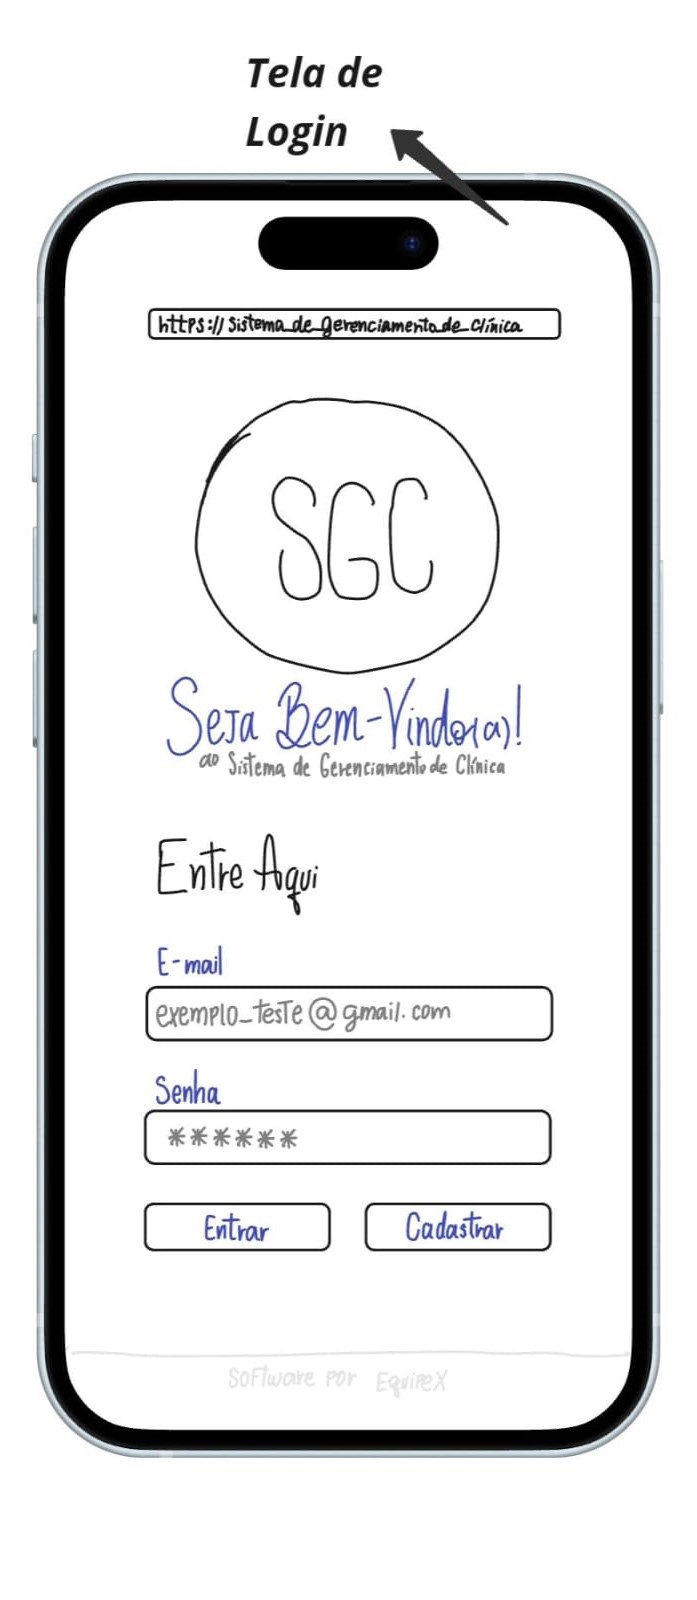 Tela de
Login
https://Sistema_de_gerenciamento_de_Clínica
SGC
Seja Bem-Vindo(a)!
ao Sistema de Gerenciamento de Clínica
Entre Aqui
E-mail
exemplo_teste@gmail.com
Senha
******
Entrar Cadastrar
Software por EquipeX